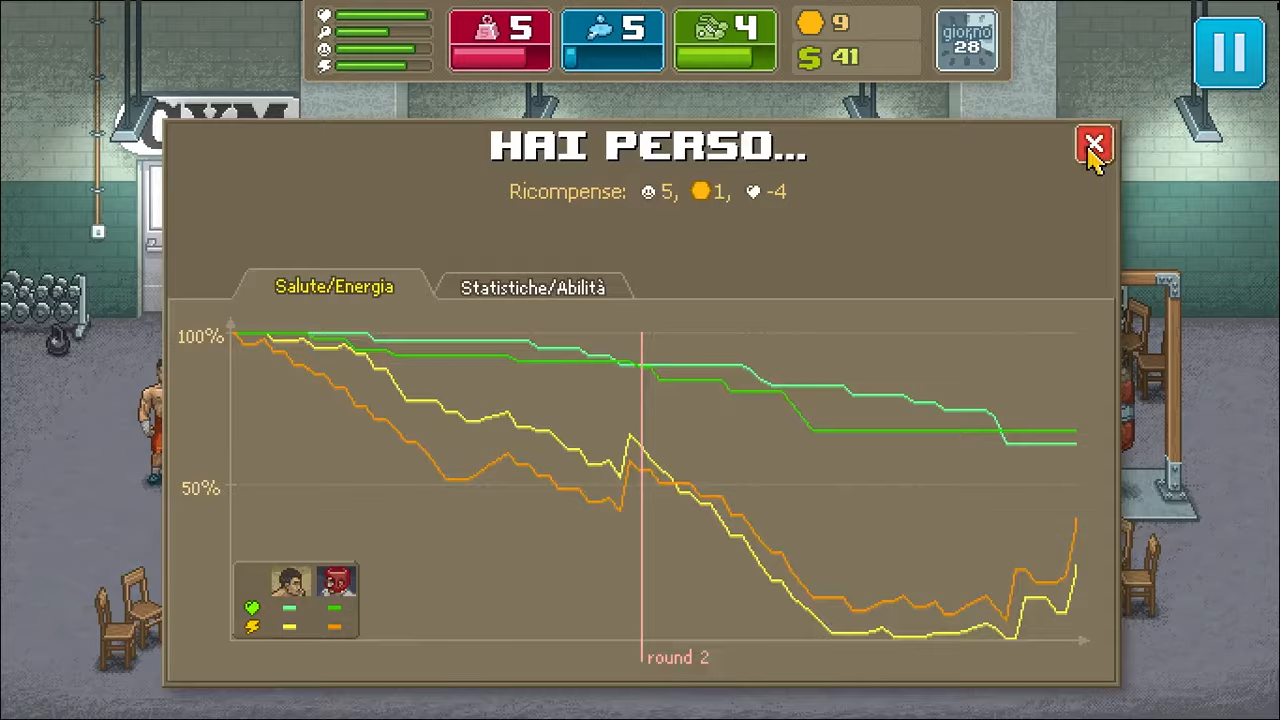 5
5
4
9
$ 41
giorno
28
GYM
HAI PERSO...
Ricompense: 5, 1, -4
Salute/Energia
Statistiche/Abilità
100%
50%
round 2